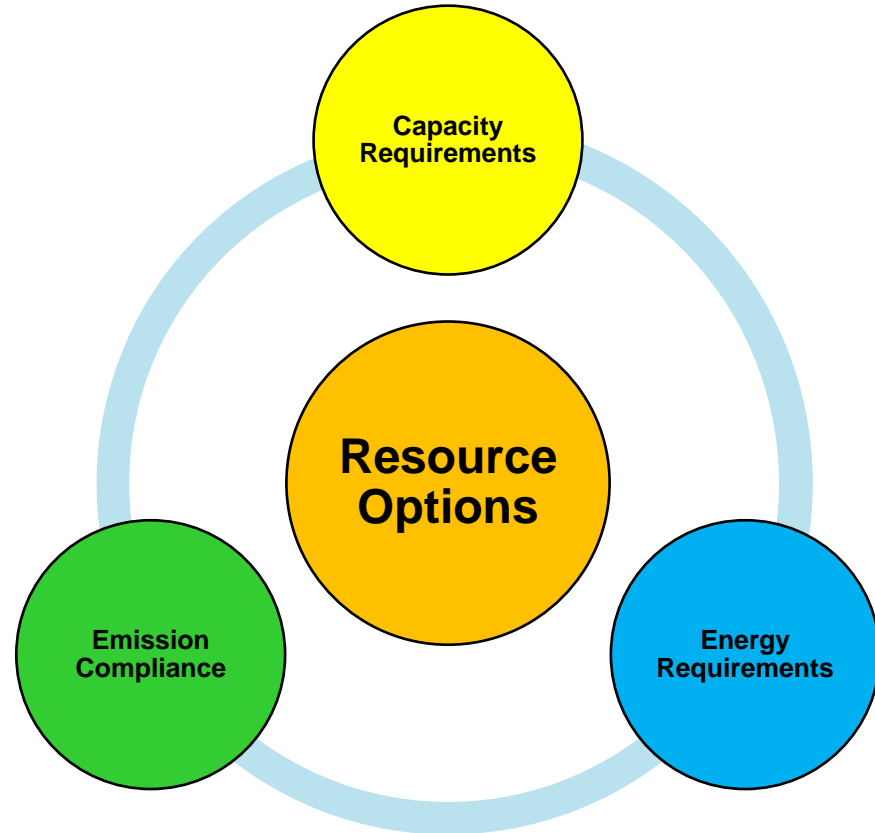 Capacity
Requirements
Resource
Options
Emission
Compliance
Energy
Requirements